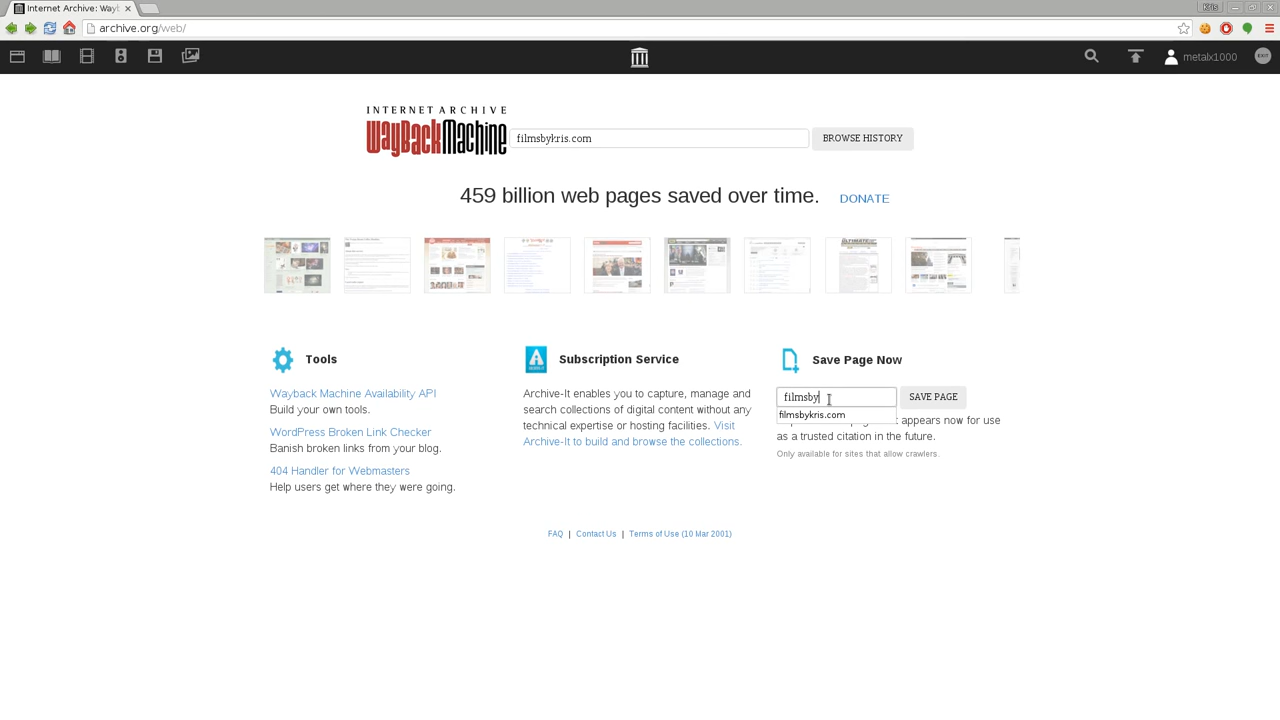 Internet Archive: Wayb
Kris
archive.org/web/
metalx1000
EXIT
INTERNET ARCHIVE
WayBackMachine
filmsbykris.com
BROWSE HISTORY
459 billion web pages saved over time.
DONATE
Tools
Wayback Machine Availability API
Build your own tools.
WordPress Broken Link Checker
Banish broken links from your blog.
404 Handler for Webmasters
Help users get where they were going.
Subscription Service
Archive-It enables you to capture, manage and
search collections of digital content without any
technical expertise or hosting facilities. Visit
Archive-It to build and browse the collections.
Save Page Now
filmsby
SAVE PAGE
filmsbykris.com
appears now for use
as a trusted citation in the future.
Only available for sites that allow crawlers.
FAQ | Contact Us | Terms of Use (10 Mar 2001)